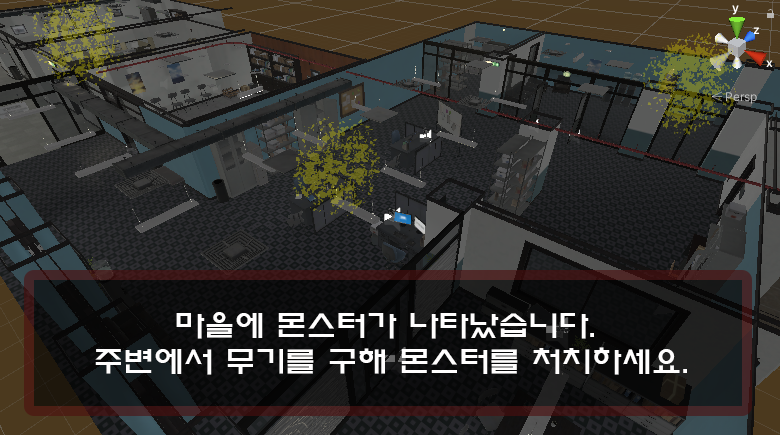 y
z
x
< Persp
마을에 몬스터가 나타났습니다.
주변에서 무기를 구해 몬스터를 처치하세요.